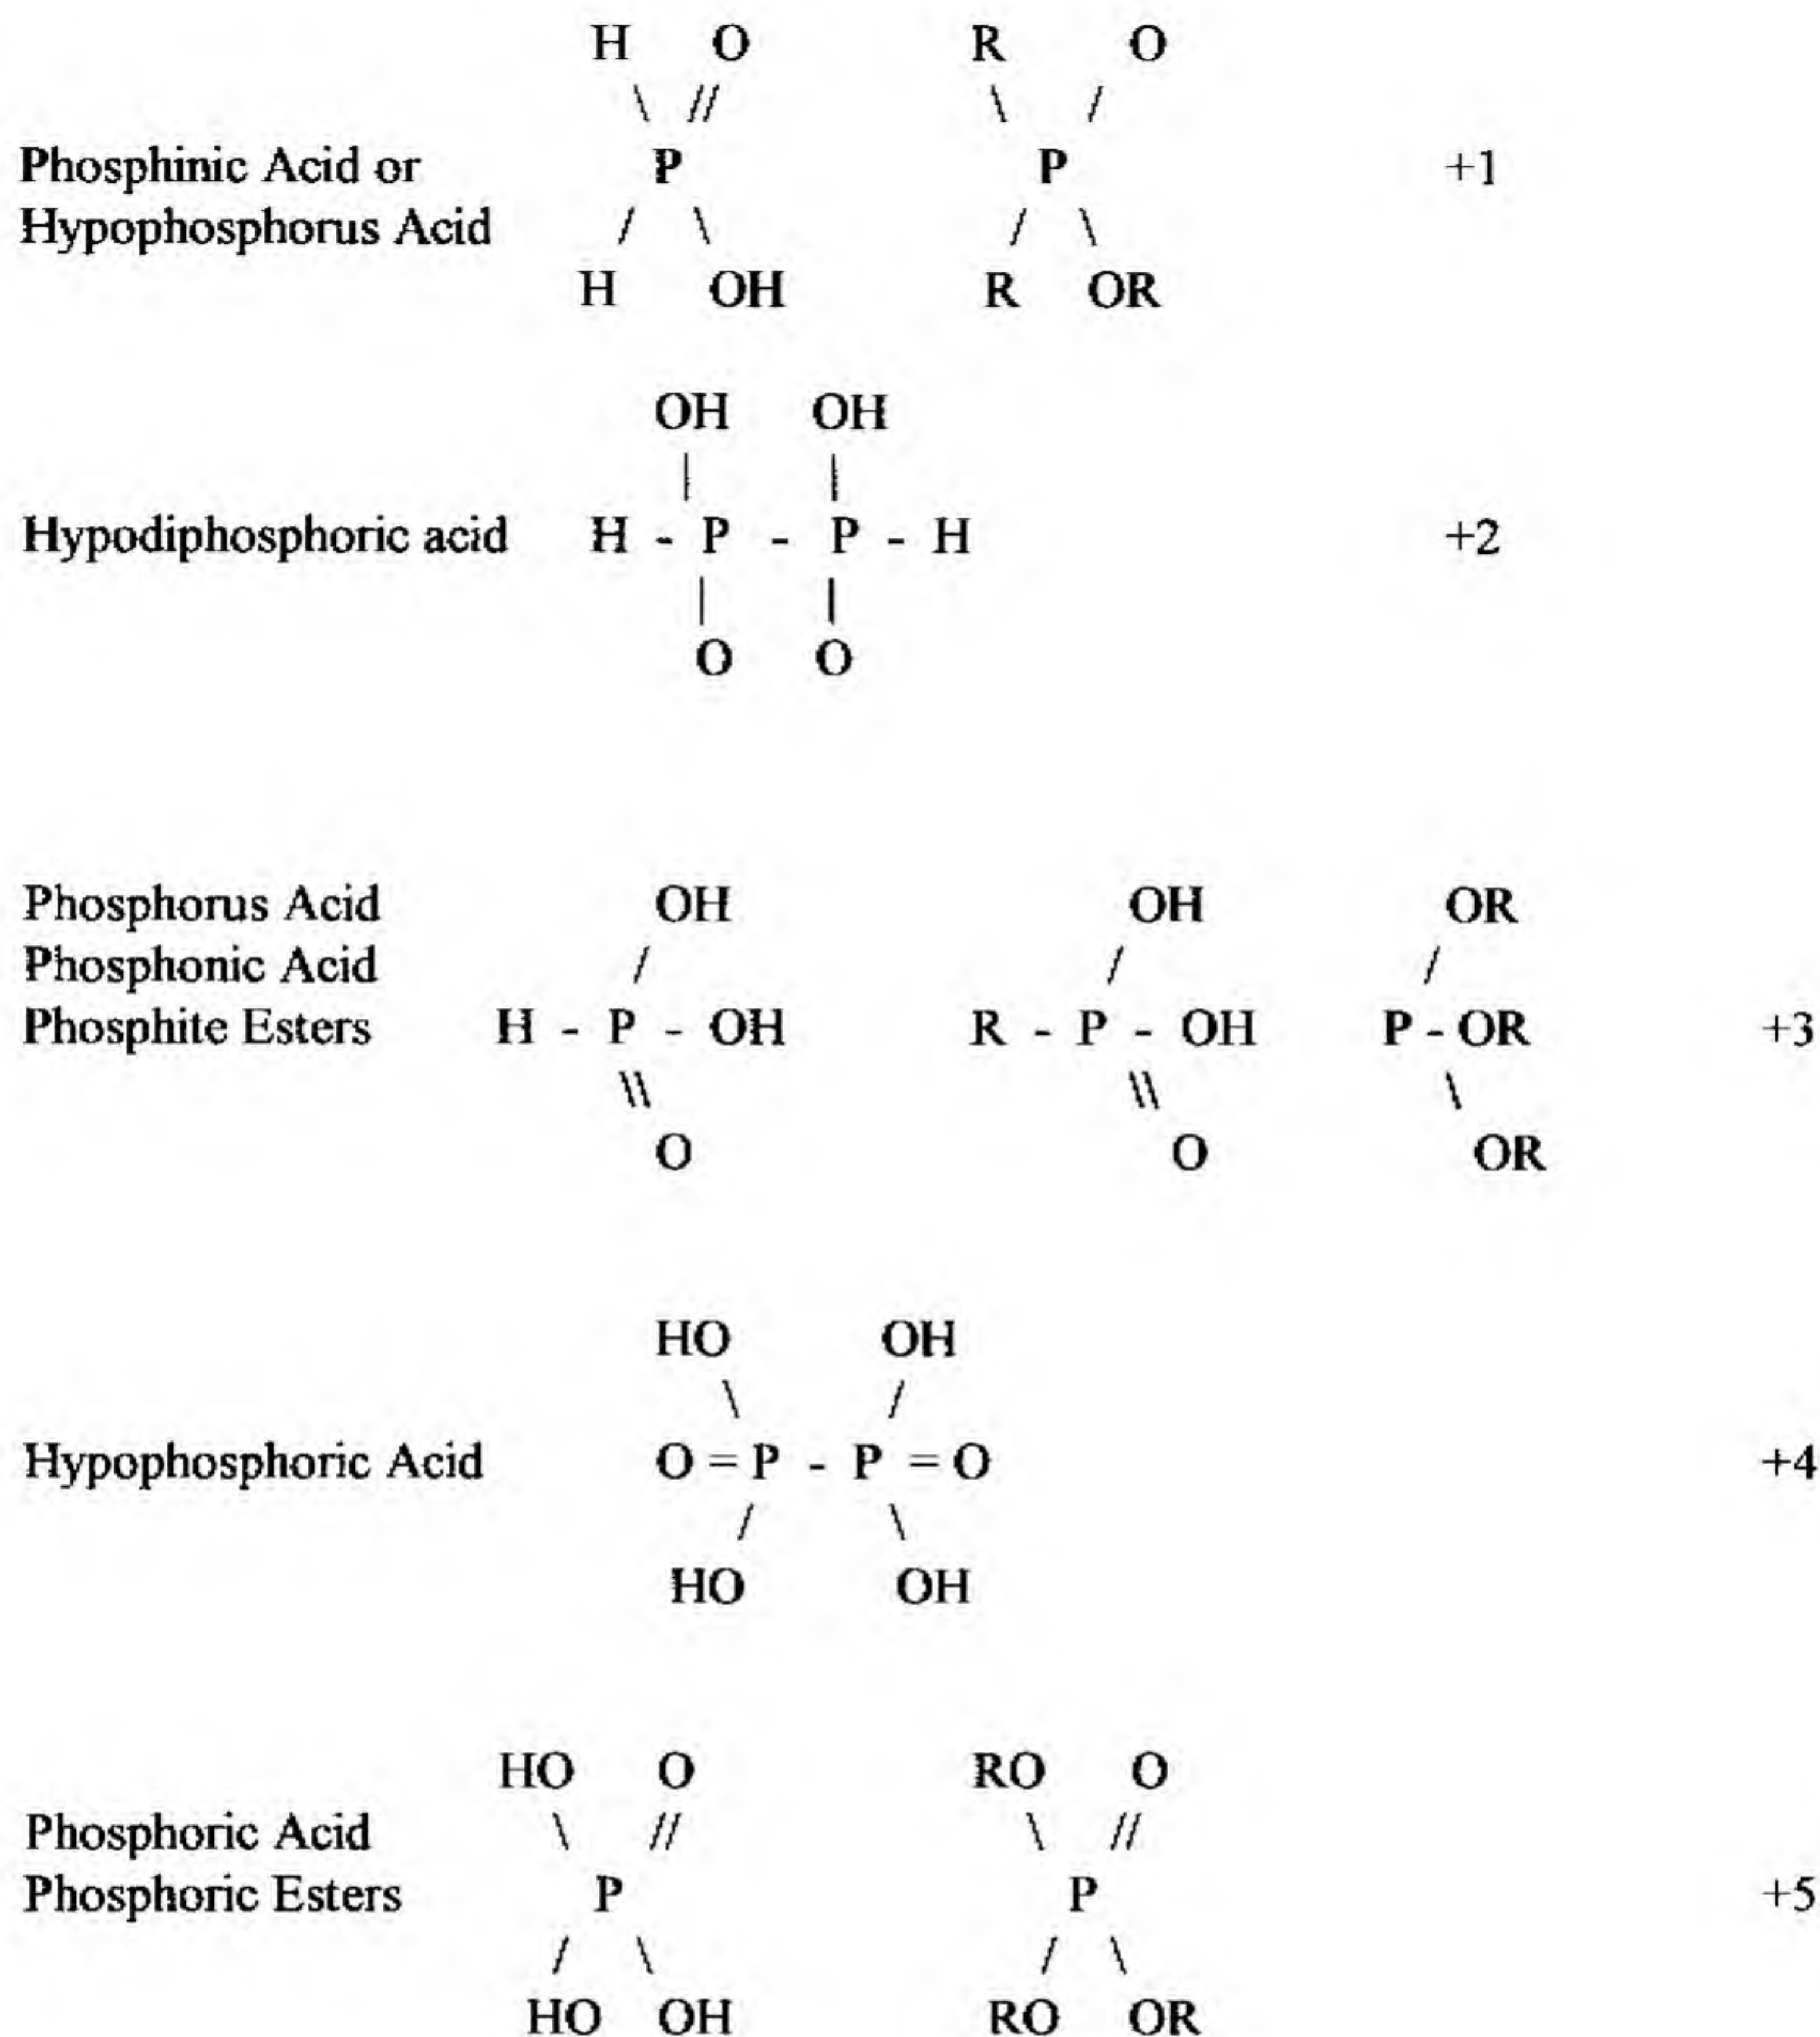 H O R O
\ // \ /
Phosphinic Acid or P P +1
Hypophosphorus Acid / \ / \
H OH R OR
OH OH
| |
Hypodiphosphoric acid H - P - P - H +2
| |
O O
Phosphorus Acid OH OH OR
Phosphonic Acid / / /
Phosphite Esters H - P - OH R - P - OH P - OR +3
\\ \\ \
O O OR
HO OH
\ /
Hypophosphoric Acid O = P - P = O +4
/ \
HO OH
HO O RO O
Phosphoric Acid \ // \ //
Phosphoric Esters P P +5
/ \ / \
HO OH RO OR